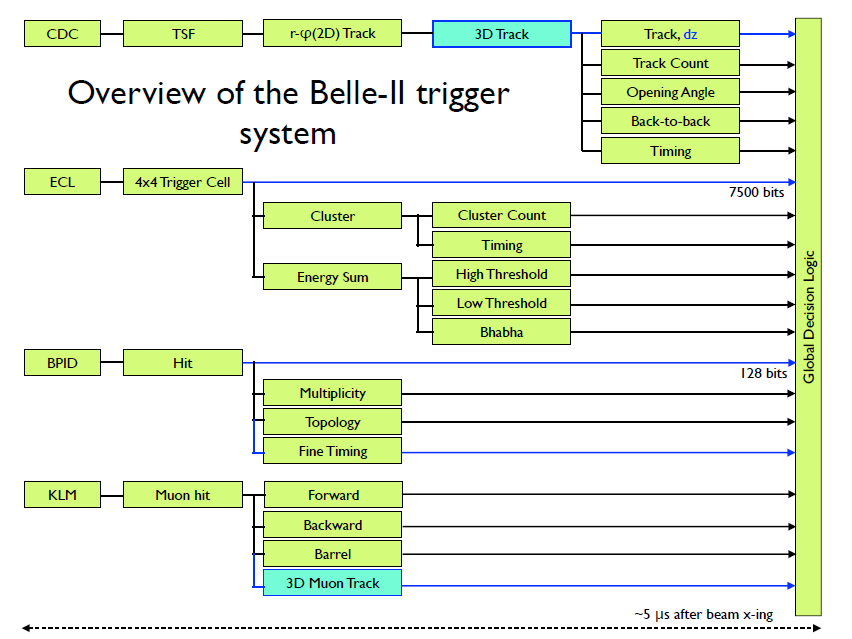 CDC
TSF
r-φ(2D) Track
3D Track
Track, dz
Track Count
Opening Angle
Back-to-back
Timing
Overview of the Belle-II trigger
system
ECL
4x4 Trigger Cell
7500 bits
Cluster
Cluster Count
Timing
Energy Sum
High Threshold
Low Threshold
Bhabha
Global Decision Logic
BPID
Hit
128 bits
Multiplicity
Topology
Fine Timing
KLM
Muon hit
Forward
Backward
Barrel
3D Muon Track
~5 μs after beam x-ing